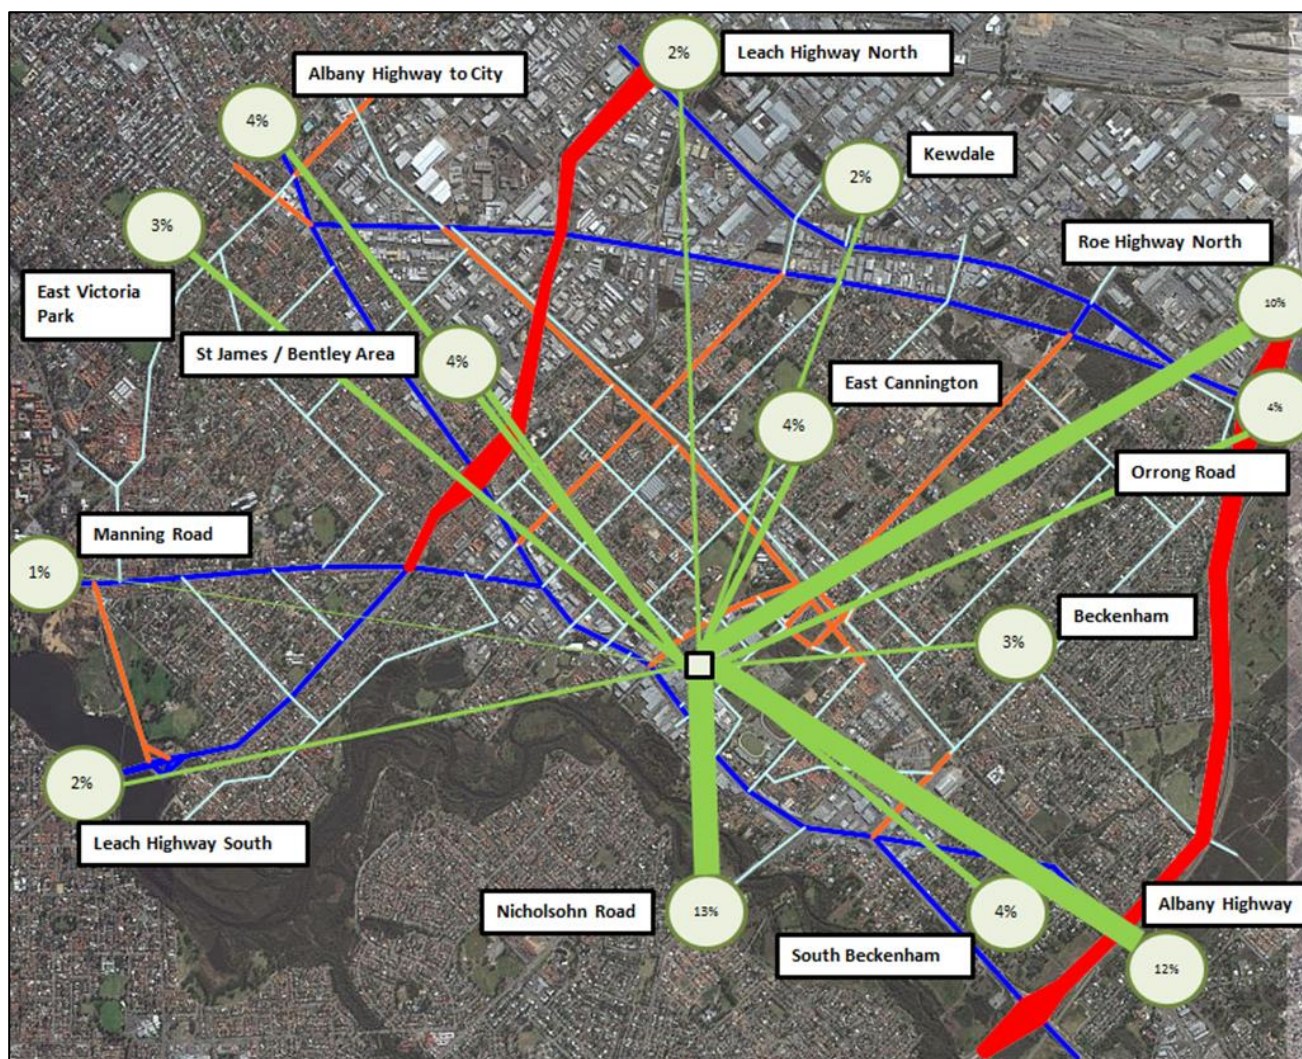 2%
Leach Highway North
Albany Highway to City
4%
Kewdale
2%
3%
Roe Highway North
East Victoria
Park
10%
St James / Bentley Area
4%
East Cannington
4%
4%
Orrong Road
Manning Road
1%
Beckenham
3%
2%
Leach Highway South
Nicholsohn Road
13%
4%
Albany Highway
South Beckenham
12%